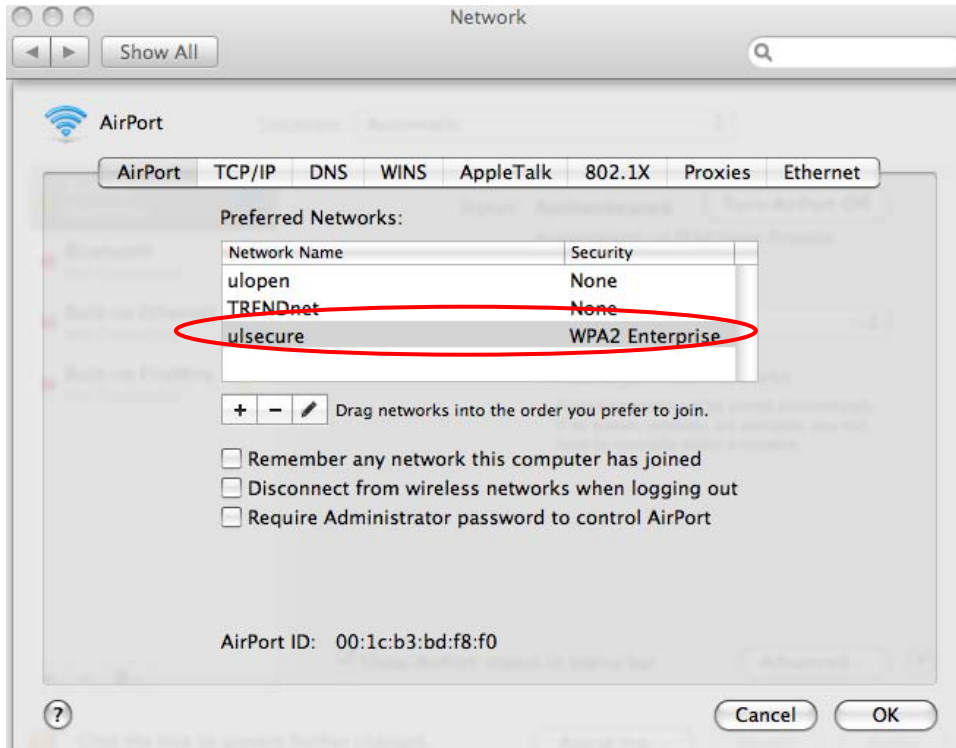 Network
Show All
AirPort
AirPort TCP/IP DNS WINS AppleTalk 802.1X Proxies Ethernet
Preferred Networks:
Network Name Security
ulopen None
TRENDnet None
ulsecure WPA2 Enterprise
+ - Drag networks into the order you prefer to join.
Remember any network this computer has joined
Disconnect from wireless networks when logging out
Require Administrator password to control AirPort
AirPort ID: 00:1c:b3:bd:f8:f0
? Cancel OK